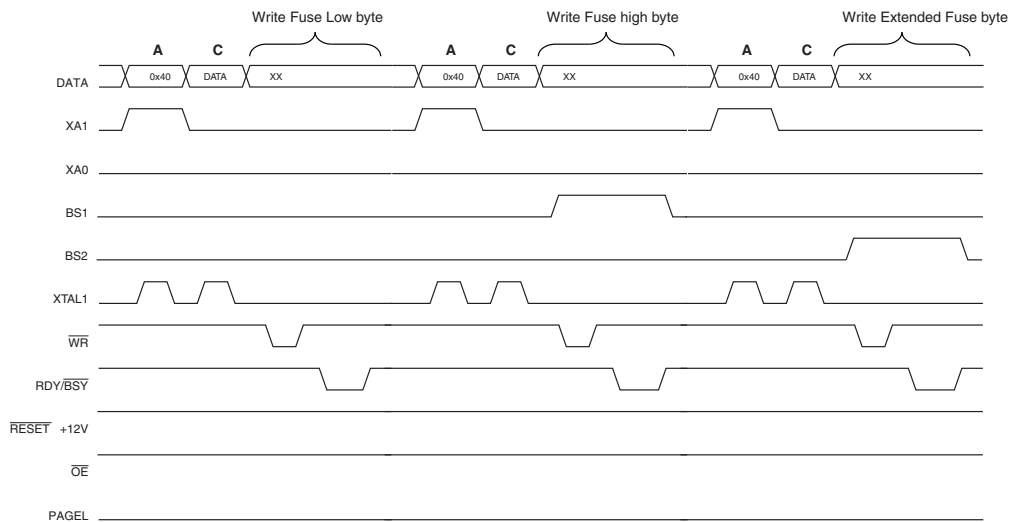 Write Fuse Low byte Write Fuse high byte Write Extended Fuse byte
A C A C A C
DATA 0x40 DATA XX 0x40 DATA XX 0x40 DATA XX
XA1
XA0
BS1
BS2
XTAL1
WR
RDY/BSY
RESET +12V
OE
PAGEL